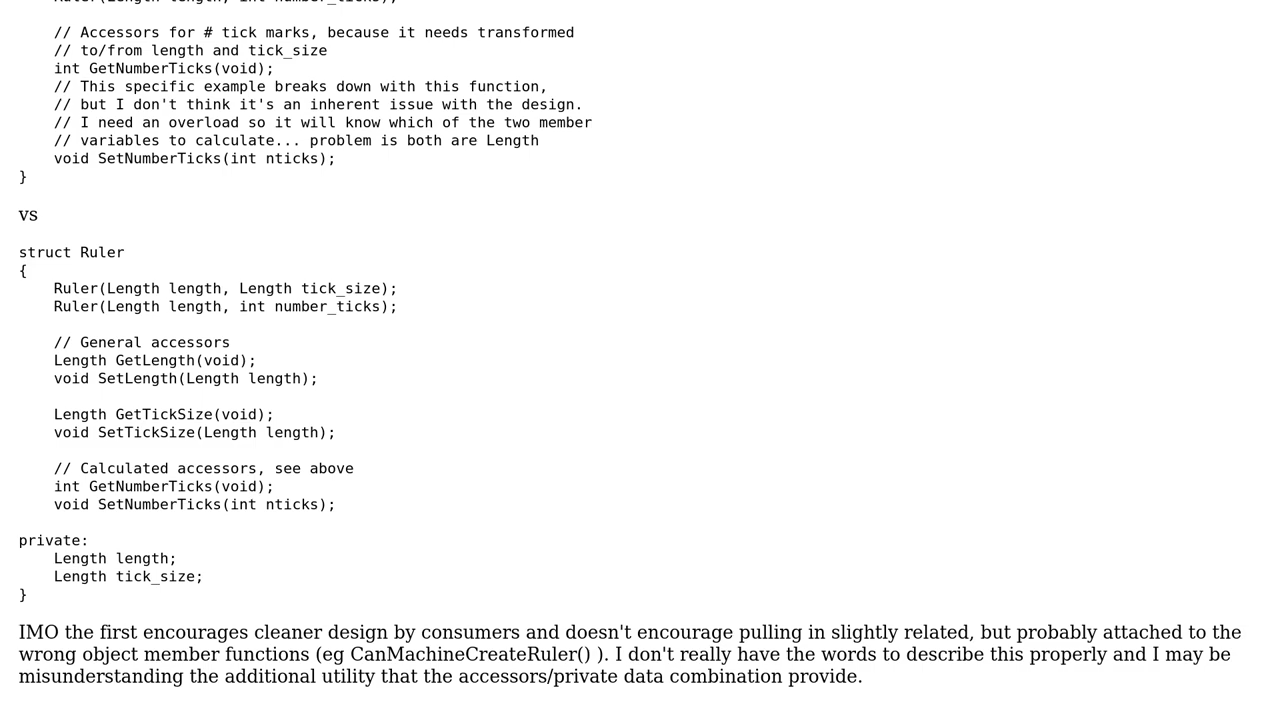 Ruler(Length length, int number_ticks);
// Accessors for # tick marks, because it needs transformed
// to/from length and tick_size
int GetNumberTicks(void);
// This specific example breaks down with this function,
// but I don't think it's an inherent issue with the design.
// I need an overload so it will know which of the two member
// variables to calculate... problem is both are Length
void SetNumberTicks(int nticks);
}
vs
struct Ruler
{
Ruler(Length length, Length tick_size);
Ruler(Length length, int number_ticks);
// General accessors
Length GetLength(void);
void SetLength(Length length);
Length GetTickSize(void);
void SetTickSize(Length length);
// Calculated accessors, see above
int GetNumberTicks(void);
void SetNumberTicks(int nticks);
private:
Length length;
Length tick_size;
}
IMO the first encourages cleaner design by consumers and doesn't encourage pulling in slightly related, but probably attached to the
wrong object member functions (eg CanMachineCreateRuler() ). I don't really have the words to describe this properly and I may be
misunderstanding the additional utility that the accessors/private data combination provide.